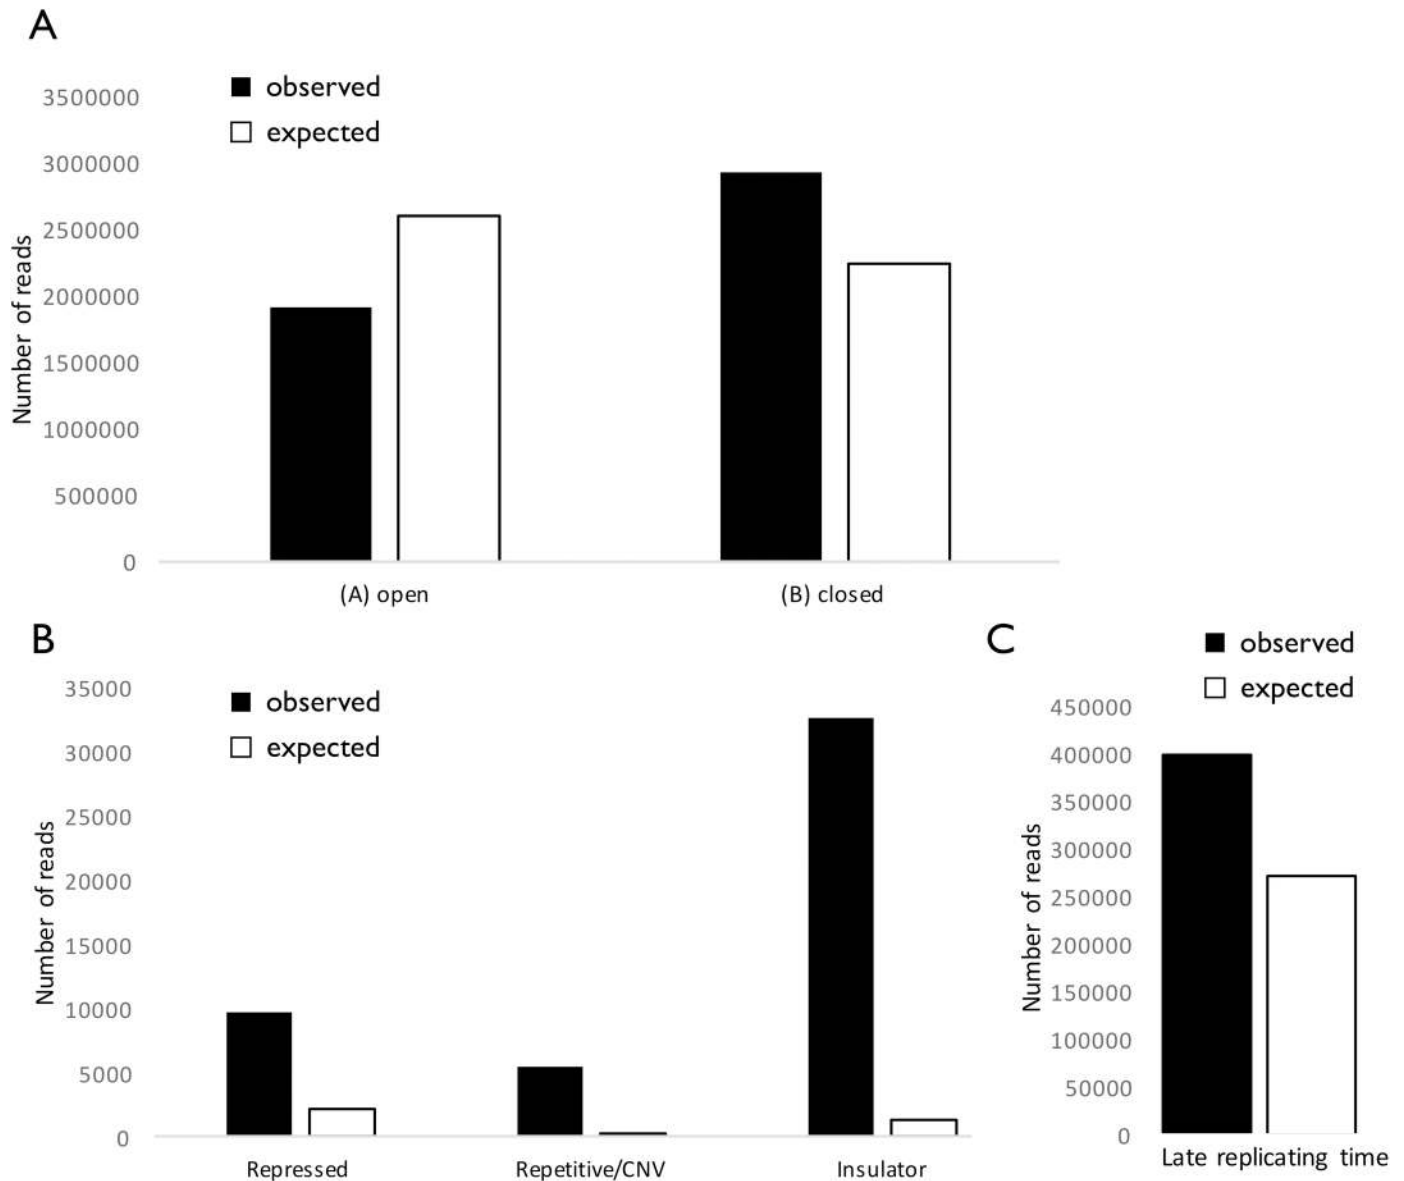 A
observed
expected
3500000
3000000
2500000
2000000
1500000
1000000
500000
0
Number of reads
(A) open
(B) closed
B
observed
expected
35000
30000
25000
20000
15000
10000
5000
0
Number of reads
Repressed
Repetitive/CNV
Insulator
C
observed
expected
450000
400000
350000
300000
250000
200000
150000
100000
50000
0
Number of reads
Late replicating time